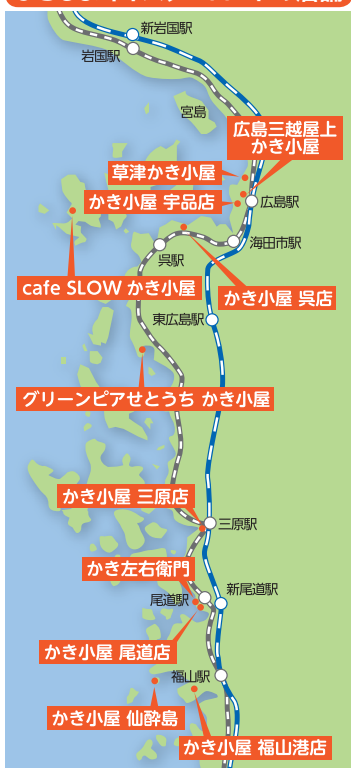 新岩国駅
岩国駅
宮島
広島三越屋上
かき小屋
草津かき小屋
かき小屋 宇品店
広島駅
海田市駅
呉駅
cafe SLOW かき小屋
かき小屋 呉店
東広島駅
グリーンピアせとうち かき小屋
かき小屋 三原店
三原駅
かき左右衛門
新尾道駅
尾道駅
かき小屋 尾道店
福山駅
かき小屋 仙酔島
かき小屋 福山港店